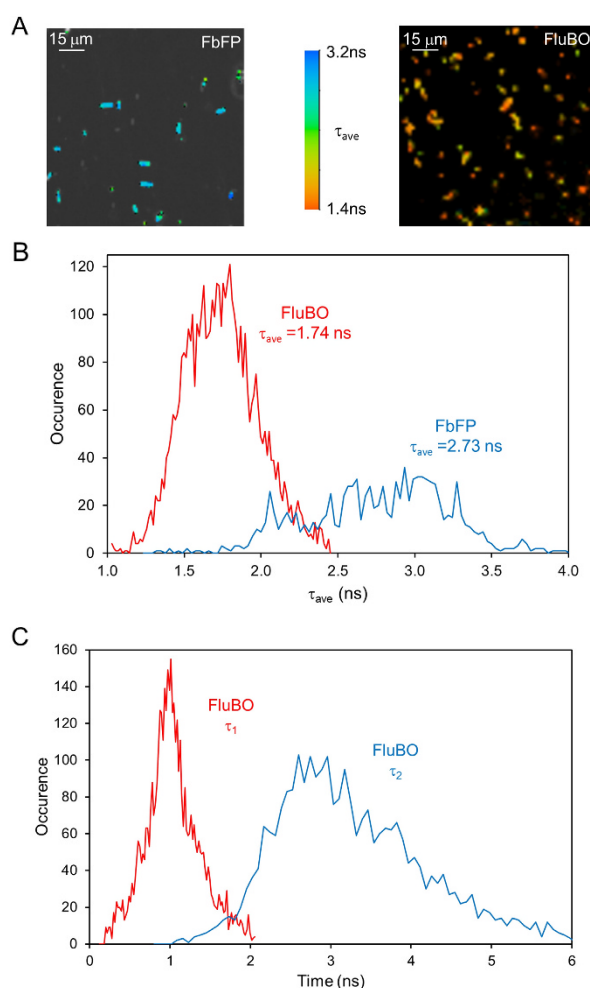 A
15 μm
FbFP
3.2ns
τave
1.4ns
15 μm
FluBO
B
120
100
80
60
40
20
0
Occurence
FluBO
τave =1.74 ns
FbFP
τave =2.73 ns
1.0 1.5 2.0 2.5 3.0 3.5 4.0
τave (ns)
C
160
140
120
100
80
60
40
20
0
Occurence
FluBO
τ1
FluBO
τ2
0 1 2 3 4 5 6
Time (ns)